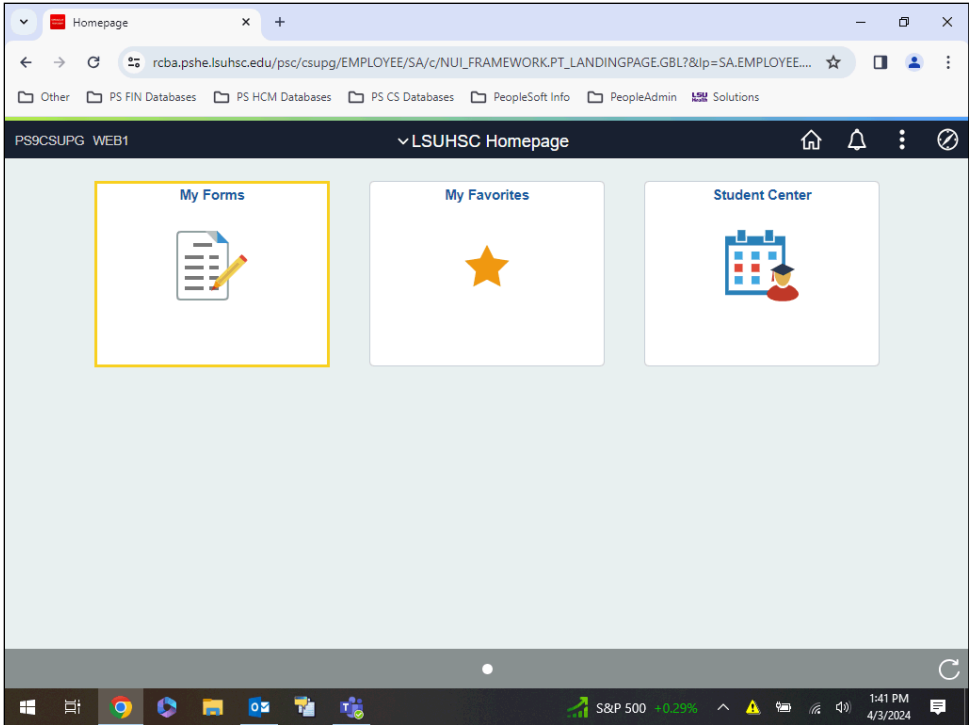 Homepage
rcba.pshe.lsuhsc.edu/psc/csupg/EMPLOYEE/SA/c/NUI_FRAMEWORK.PT_LANDINGPAGE.GBL?&lp=SA.EMPLOYEE....
Other PS FIN Databases PS HCM Databases PS CS Databases PeopleSoft Info PeopleAdmin Solutions
PS9CSUPG WEB1 LSUHSC Homepage
My Forms My Favorites Student Center
S&P 500 +0.29% 1:41 PM
4/3/2024